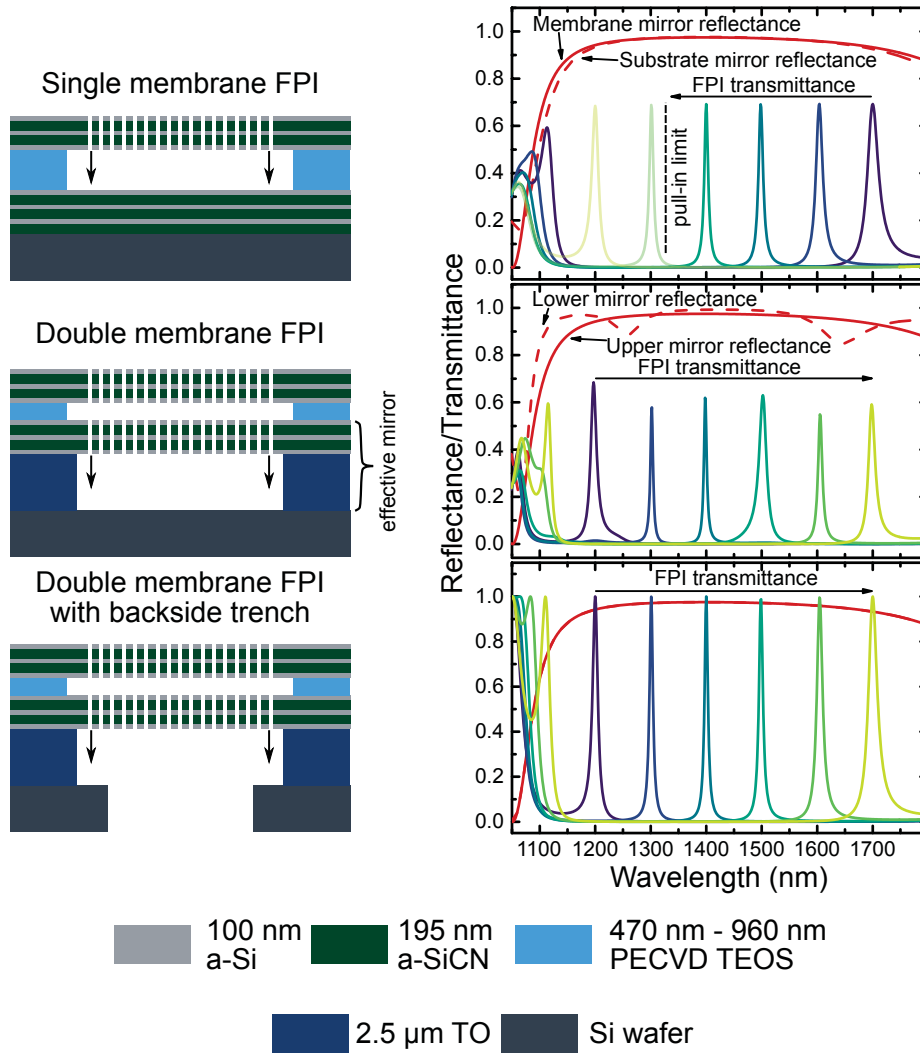 Single membrane FPI
Double membrane FPI
effective mirror
Double membrane FPI
with backside trench
Reflectance/Transmittance
1.0
0.8
0.6
0.4
0.2
0.0
Membrane mirror reflectance
Substrate mirror reflectance
FPI transmittance
pull-in limit
1.0
0.8
0.6
0.4
0.2
0.0
Lower mirror reflectance
Upper mirror reflectance
FPI transmittance
1.0
0.8
0.6
0.4
0.2
0.0
FPI transmittance
1100 1200 1300 1400 1500 1600 1700
Wavelength (nm)
100 nm
a-Si
195 nm
a-SiCN
470 nm - 960 nm
PECVD TEOS
2.5 µm TO
Si wafer